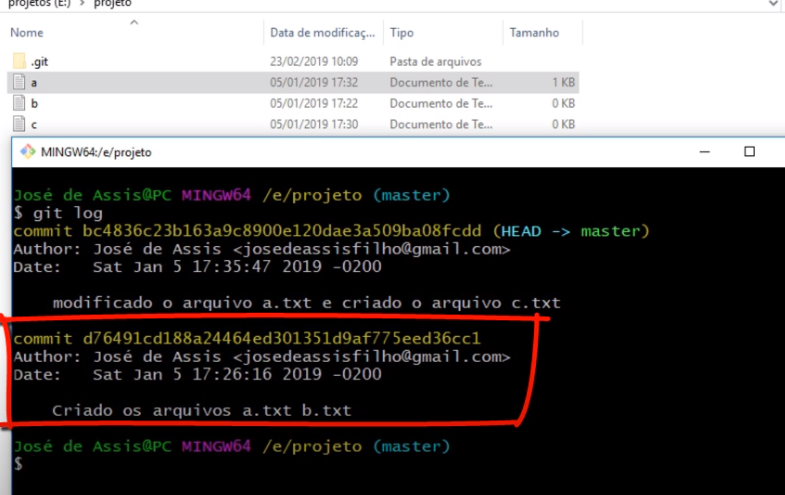 projetos (E:) > projeto
Nome Data de modificaç... Tipo Tamanho
.git 23/02/2019 10:09 Pasta de arquivos
a 05/01/2019 17:32 Documento de Te... 1 KB
b 05/01/2019 17:22 Documento de Te... 0 KB
c 05/01/2019 17:30 Documento de Te... 0 KB
MINGW64:/e/projeto
José de Assis@PC MINGW64 /e/projeto (master)
$ git log
commit bc4836c23b163a9c8900e120dae3a509ba08fcdd (HEAD -> master)
Author: José de Assis <josedeassisfilho@gmail.com>
Date: Sat Jan 5 17:35:47 2019 -0200
modificado o arquivo a.txt e criado o arquivo c.txt
commit d76491cd188a24464ed301351d9af775eed36cc1
Author: José de Assis <josedeassisfilho@gmail.com>
Date: Sat Jan 5 17:26:16 2019 -0200
Criado os arquivos a.txt b.txt
José de Assis@PC MINGW64 /e/projeto (master)
$